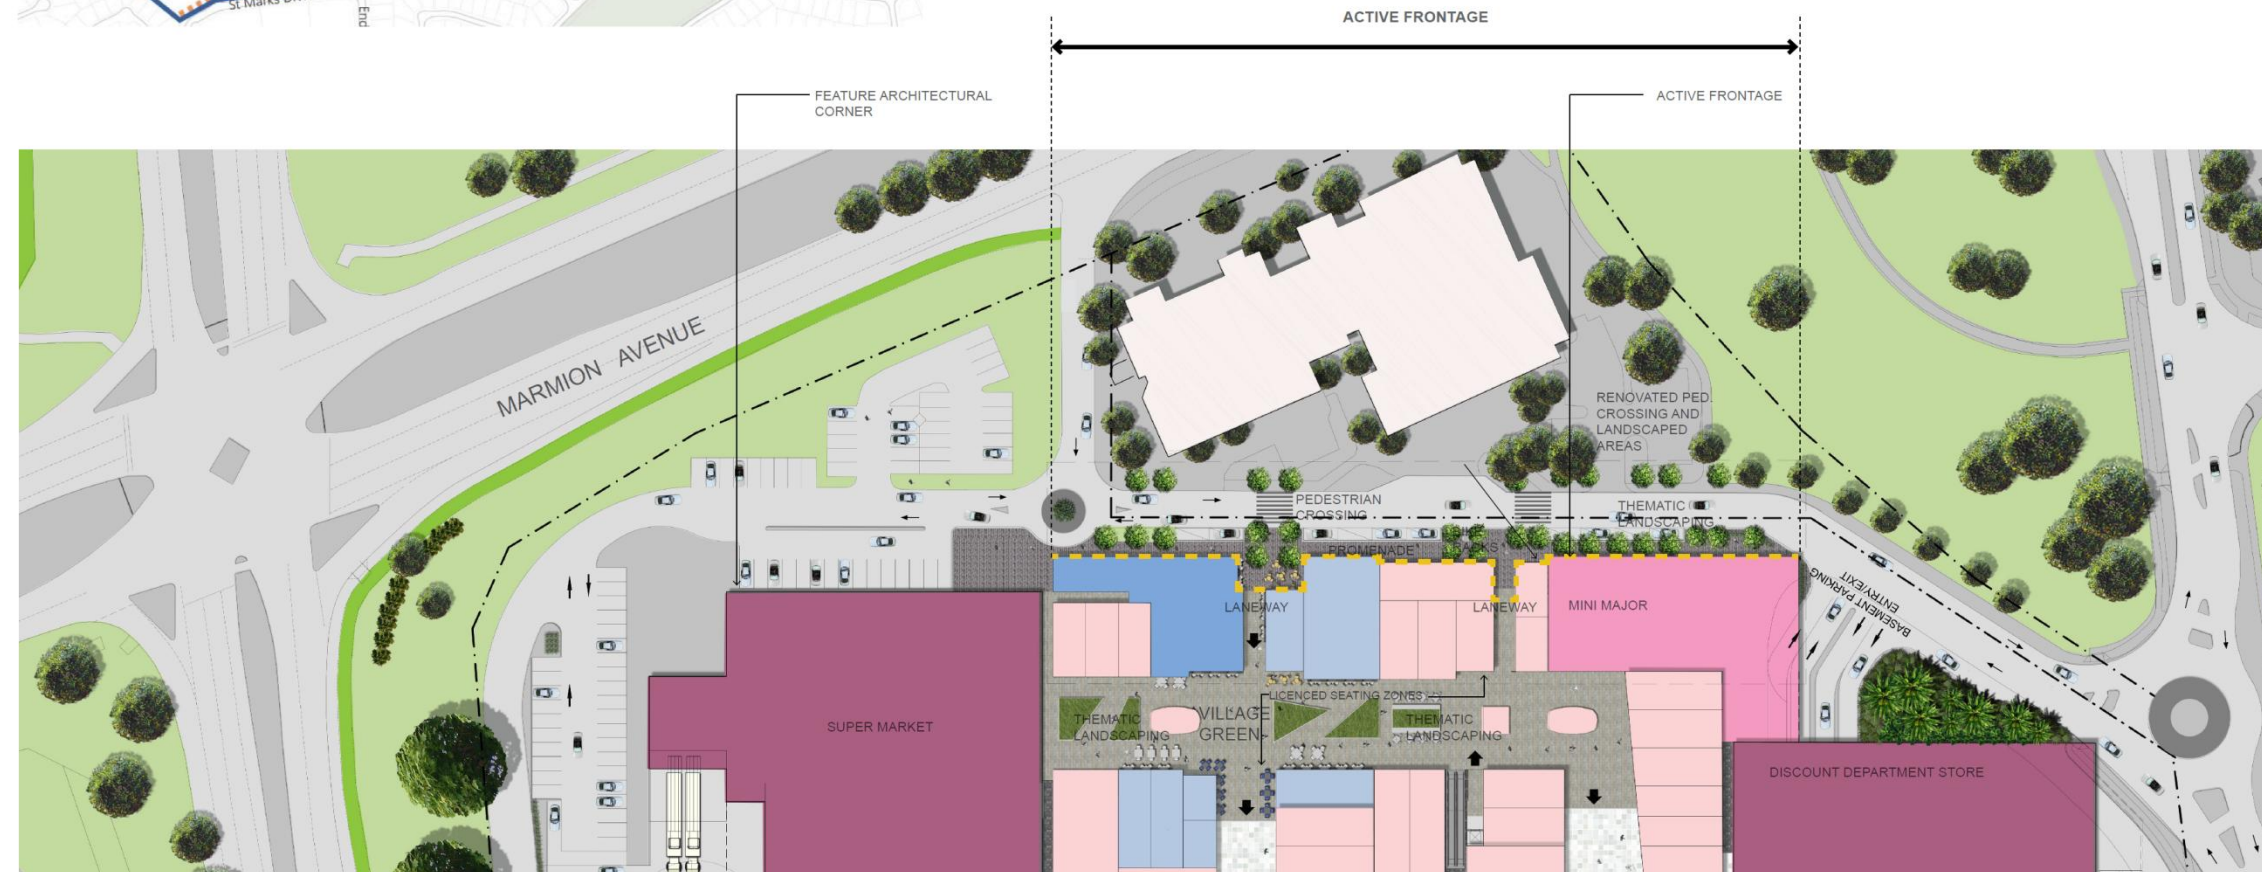 St Marks
End
ACTIVE FRONTAGE
FEATURE ARCHITECTURAL
CORNER
ACTIVE FRONTAGE
MARMION AVENUE
RENOVATED PED.
CROSSING AND
LANDSCAPED
AREAS
PEDESTRIAN
CROSSING
THEMATIC
LANDSCAPING
PROMENADE
BASEMENT PARKING
ENTRY/EXIT
LANEWAY
LANEWAY
MINI MAJOR
LICENCED SEATING ZONES
SUPER MARKET
THEMATIC
LANDSCAPING
VILLAGE
GREEN
THEMATIC
LANDSCAPING
DISCOUNT DEPARTMENT STORE